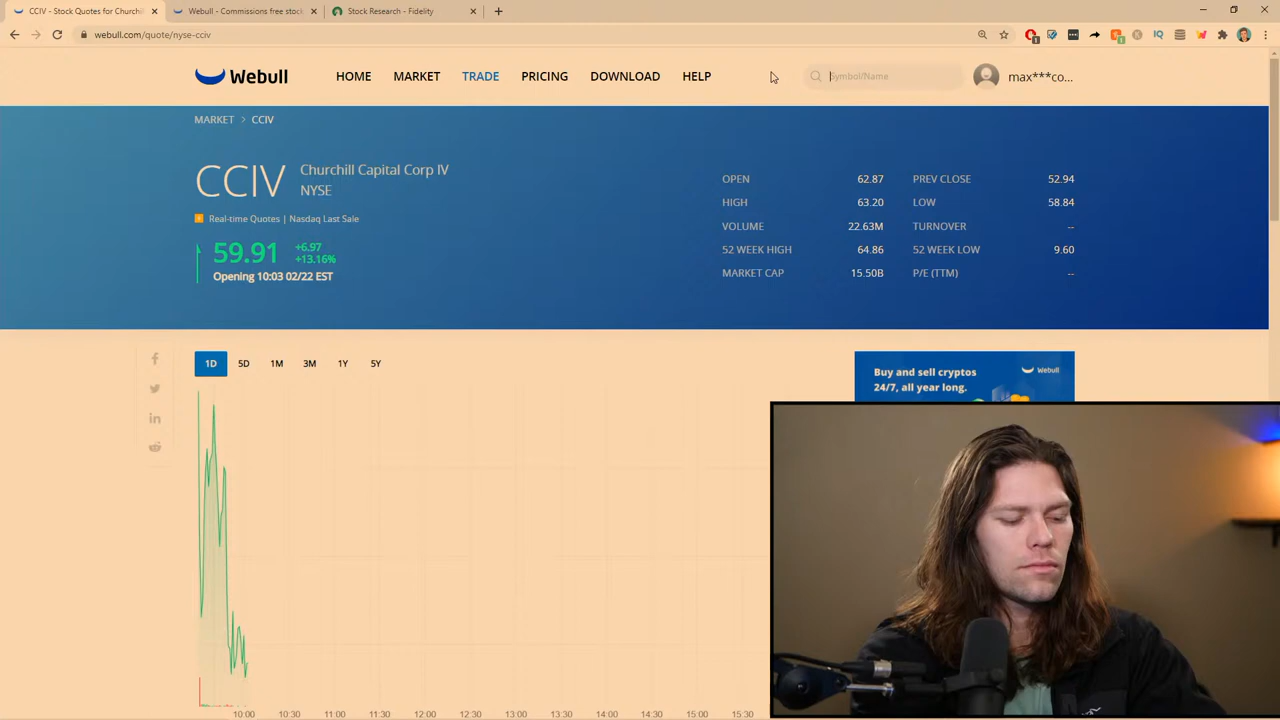 CCIV - Stock Quotes for Churchi
Webull - Commissions free stock
Stock Research - Fidelity
webull.com/quote/nyse-cciv
Webull
HOME
MARKET
TRADE
PRICING
DOWNLOAD
HELP
Symbol/Name
max***co...
MARKET > CCIV
CCIV
Churchill Capital Corp IV
NYSE
Real-time Quotes | Nasdaq Last Sale
59.91
+6.97
+13.16%
Opening 10:03 02/22 EST
OPEN 62.87 PREV CLOSE 52.94
HIGH 63.20 LOW 58.84
VOLUME 22.63M TURNOVER --
52 WEEK HIGH 64.86 52 WEEK LOW 9.60
MARKET CAP 15.50B P/E (TTM) --
1D 5D 1M 3M 1Y 5Y
Buy and sell cryptos
24/7, all year long.
Webull
10:00 10:30 11:00 11:30 12:00 12:30 13:00 13:30 14:00 14:30 15:00 15:30